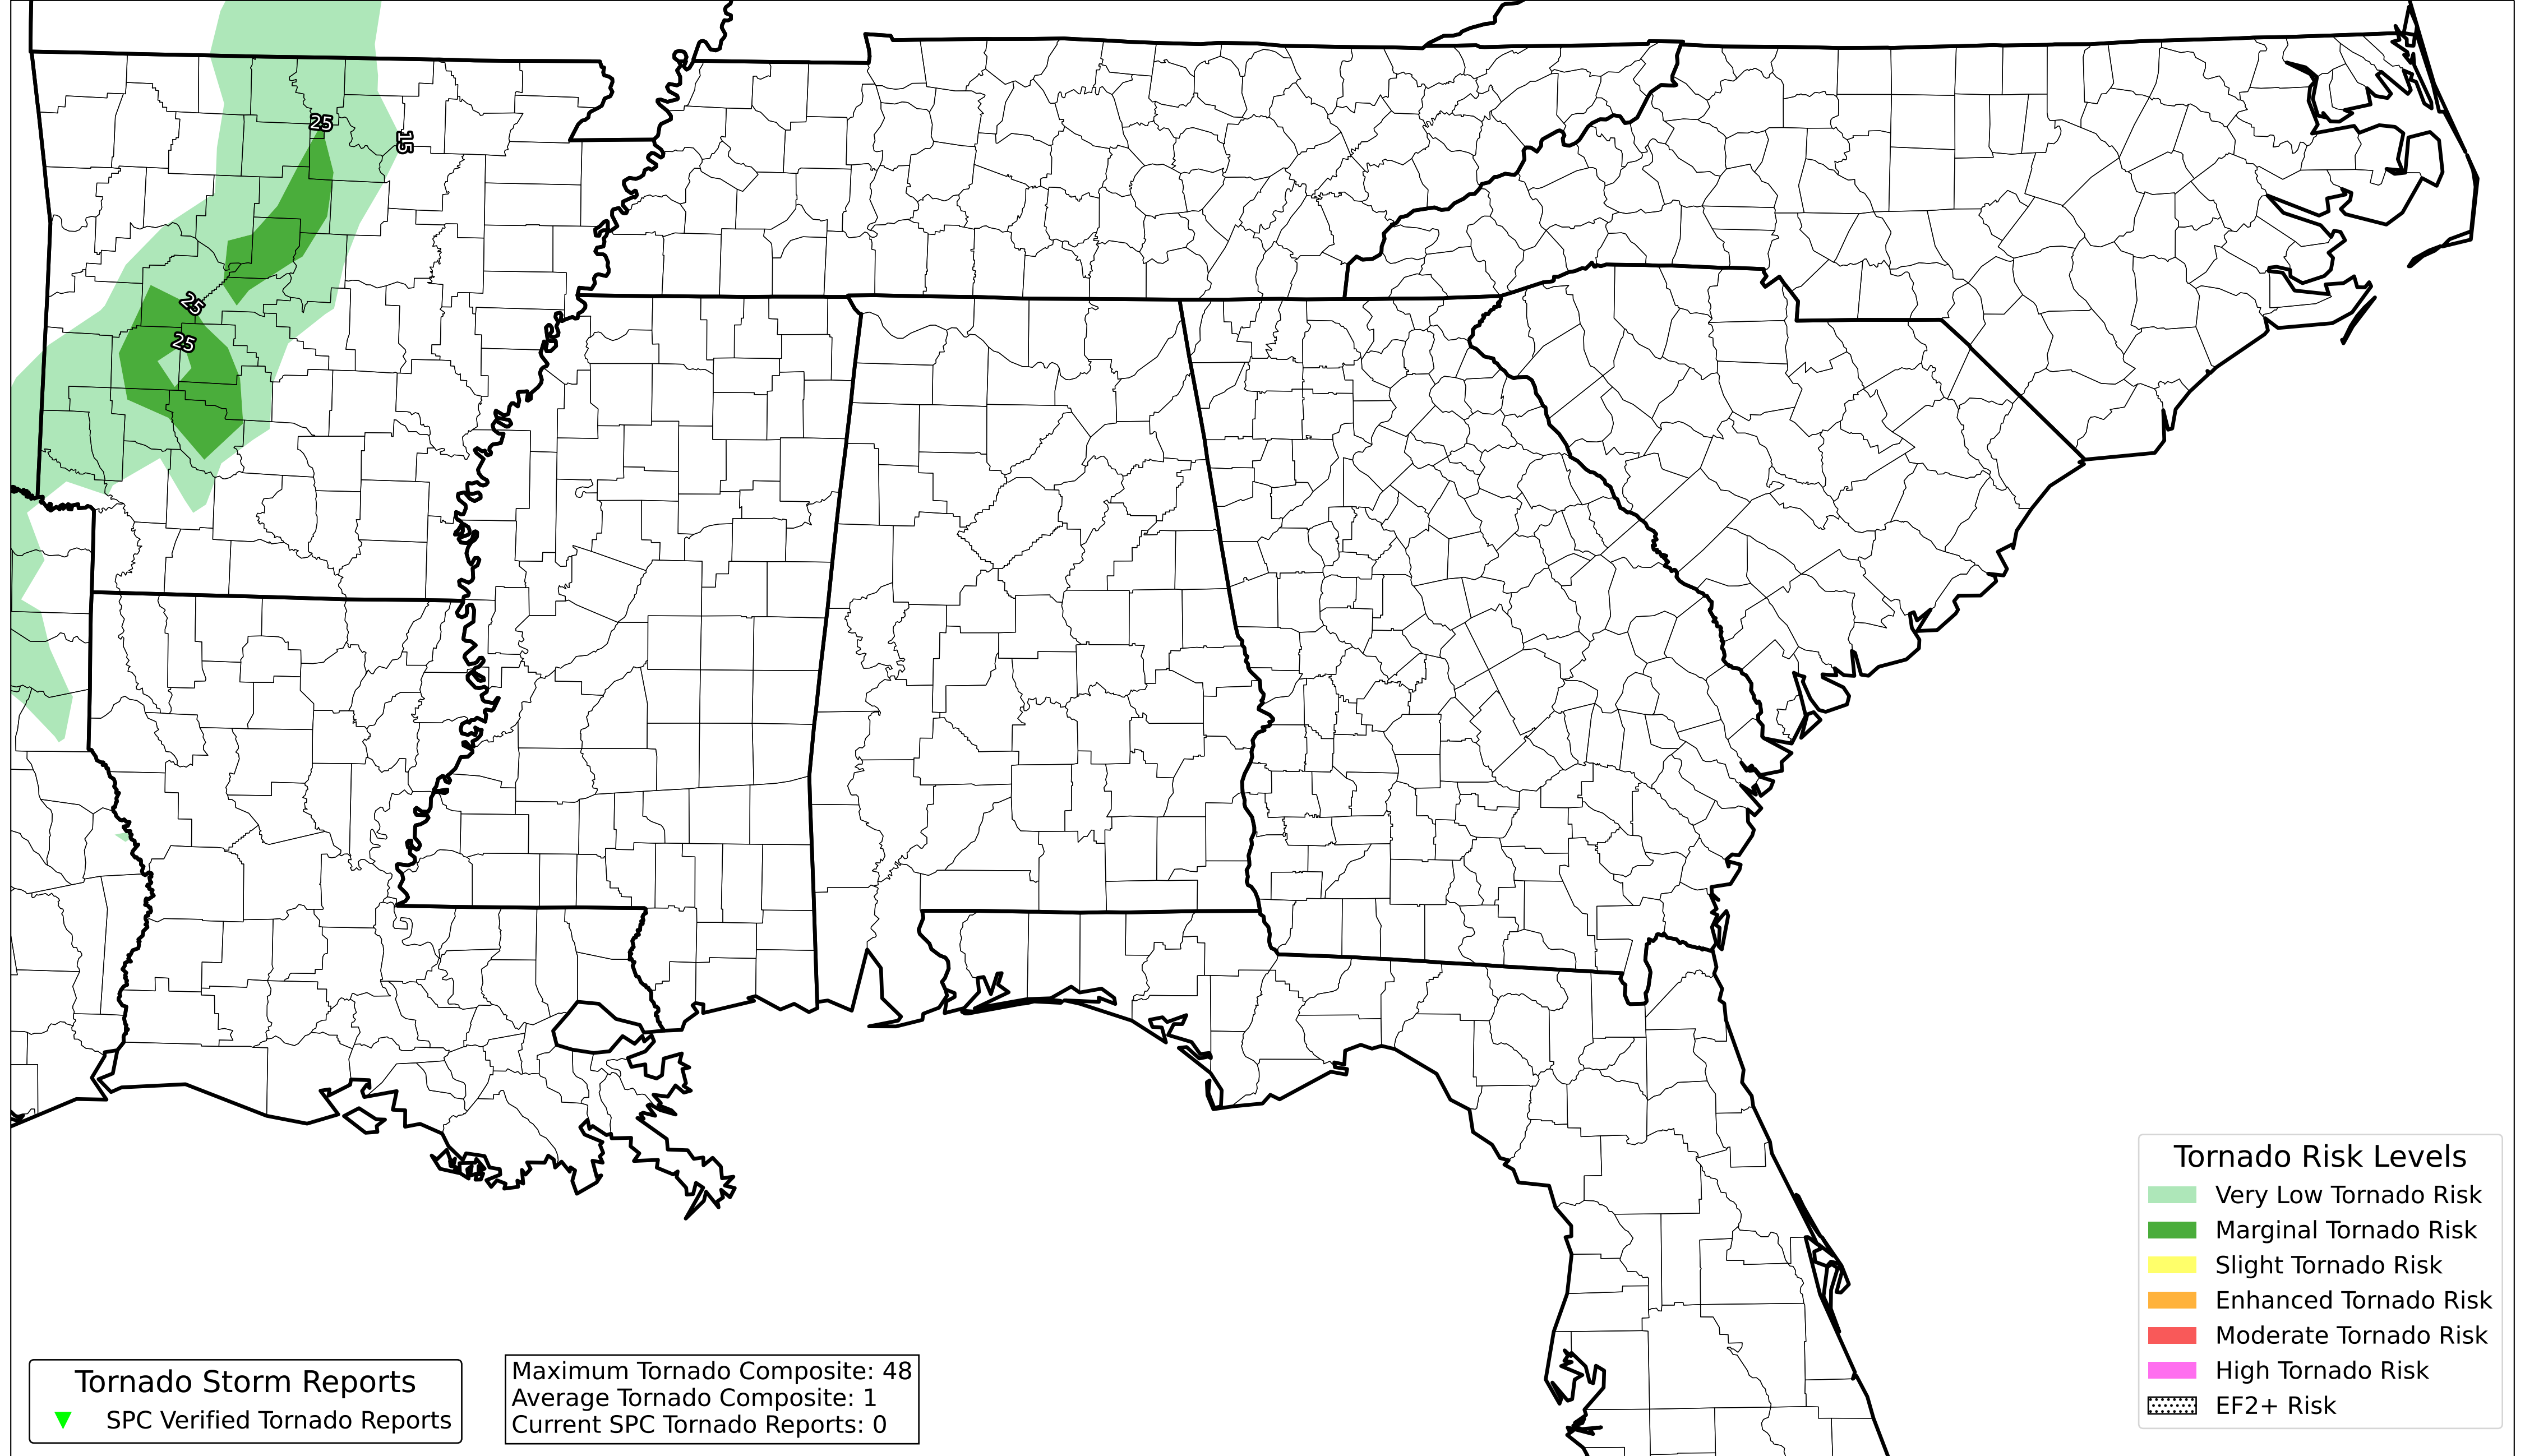 25
15
25
25
Tornado Risk Levels
Very Low Tornado Risk
Marginal Tornado Risk
Slight Tornado Risk
Enhanced Tornado Risk
Moderate Tornado Risk
High Tornado Risk
EF2+ Risk
Tornado Storm Reports
SPC Verified Tornado Reports
Maximum Tornado Composite: 48
Average Tornado Composite: 1
Current SPC Tornado Reports: 0